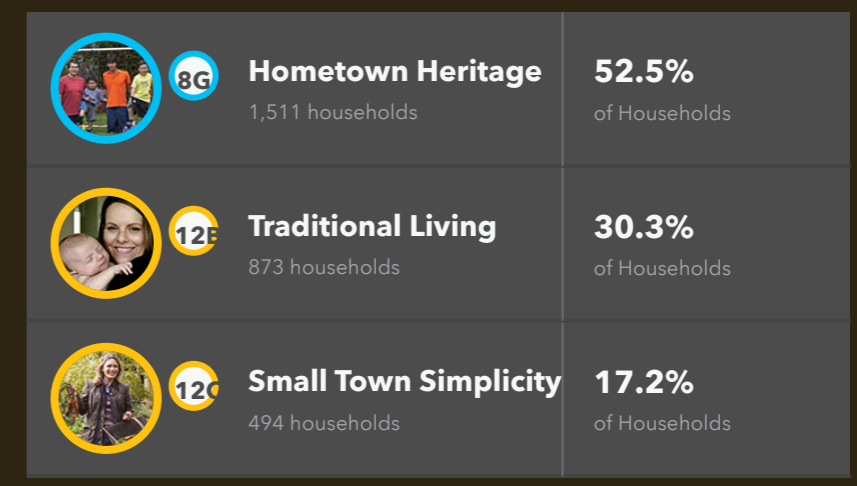 8G
Hometown Heritage
1,511 households
52.5%
of Households
12B
Traditional Living
873 households
30.3%
of Households
12C
Small Town Simplicity
494 households
17.2%
of Households